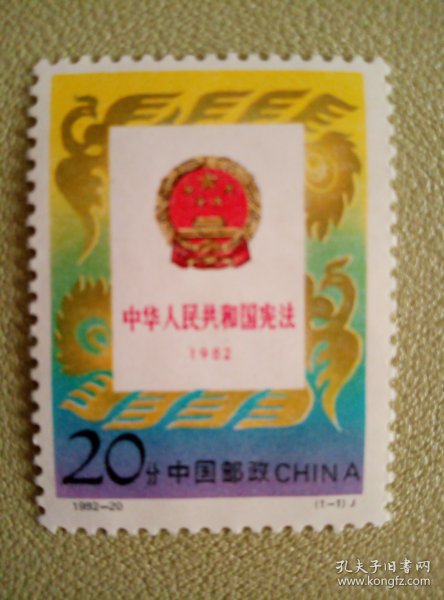 中华人民共和国宪法
1982
20分 中国邮政 CHINA
1992-20 (1-1) J
孔夫子旧书网
www.kongfz.com